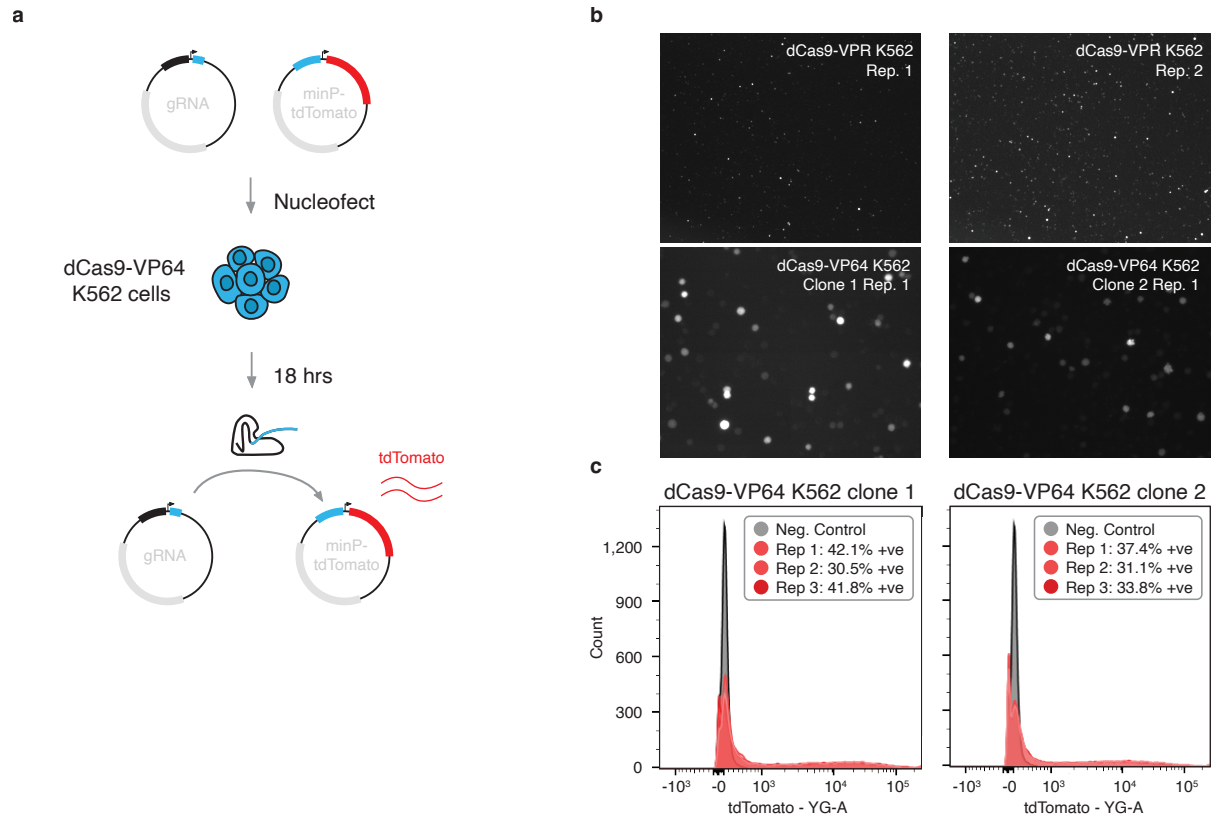 a
gRNA
minP-
tdTomato
Nucleofect
dCas9-VP64
K562 cells
18 hrs
tdTomato
gRNA
minP-
tdTomato
b
dCas9-VPR K562
Rep. 1
dCas9-VPR K562
Rep. 2
dCas9-VP64 K562
Clone 1 Rep. 1
dCas9-VP64 K562
Clone 2 Rep. 1
c
dCas9-VP64 K562 clone 1
Neg. Control
Rep 1: 42.1% +ve
Rep 2: 30.5% +ve
Rep 3: 41.8% +ve
Count
1,200
900
600
300
0
-10³
-0
10³
10⁴
10⁵
tdTomato - YG-A
dCas9-VP64 K562 clone 2
Neg. Control
Rep 1: 37.4% +ve
Rep 2: 31.1% +ve
Rep 3: 33.8% +ve
-10³
-0
10³
10⁴
10⁵
tdTomato - YG-A